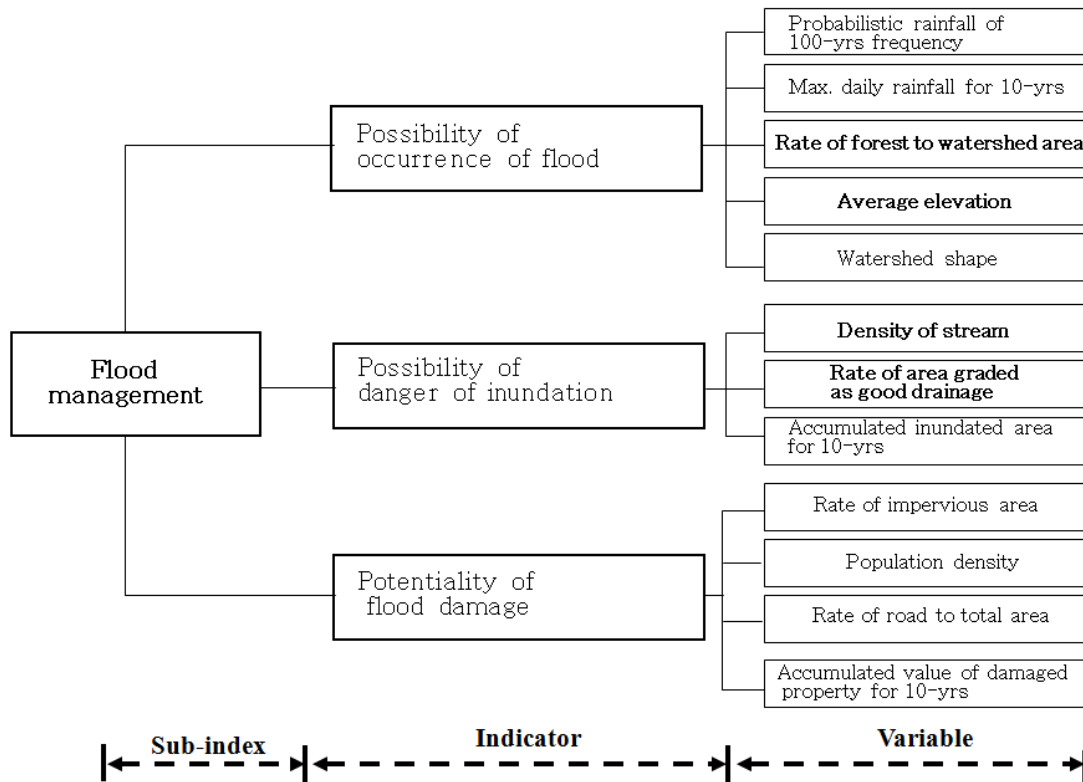 Probabilistic rainfall of
100-yrs frequency
Max. daily rainfall for 10-yrs
Possibility of
occurrence of flood
Rate of forest to watershed area
Average elevation
Watershed shape
Flood
management
Possibility of
danger of inundation
Density of stream
Rate of area graded
as good drainage
Accumulated inundated area
for 10-yrs
Rate of impervious area
Potentiality of
flood damage
Population density
Rate of road to total area
Accumulated value of damaged
property for 10-yrs
Sub-index
Indicator
Variable